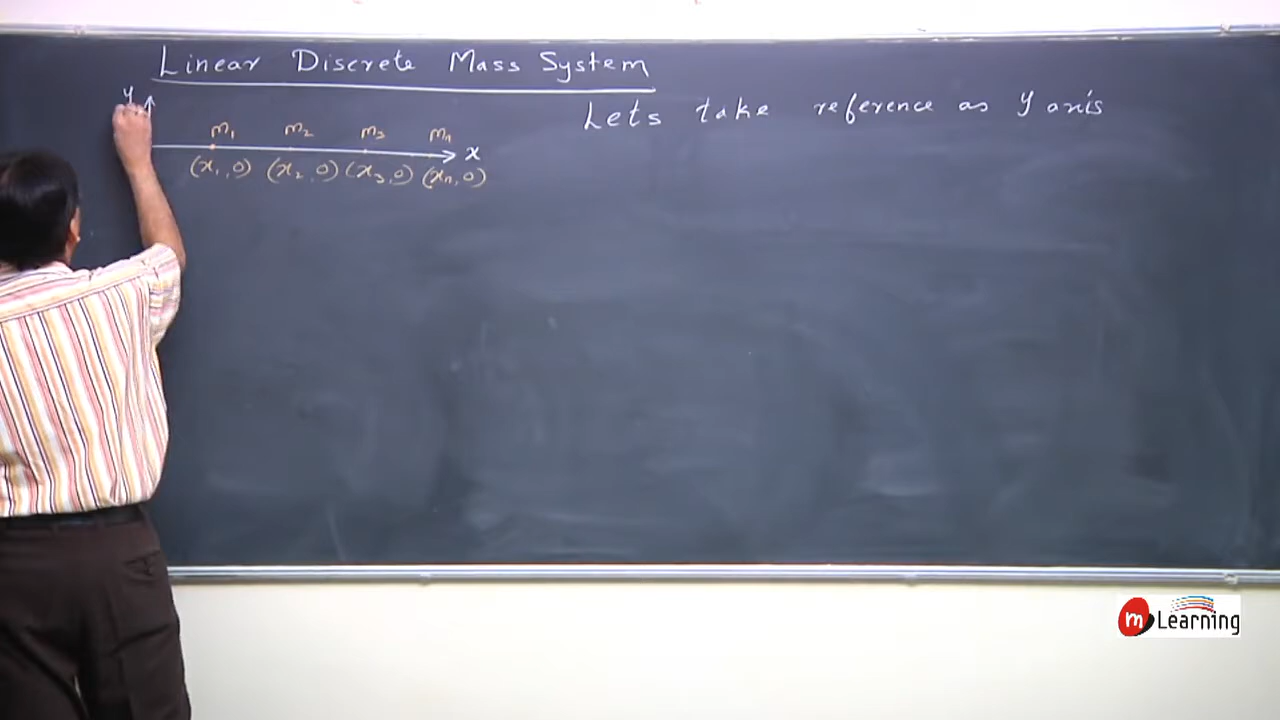 Linear Discrete Mass System
Lets take reference as Y axis
y
m1 m2 m3 mn
x
(x1,0) (x2,0) (x3,0) (xn,0)
m Learning